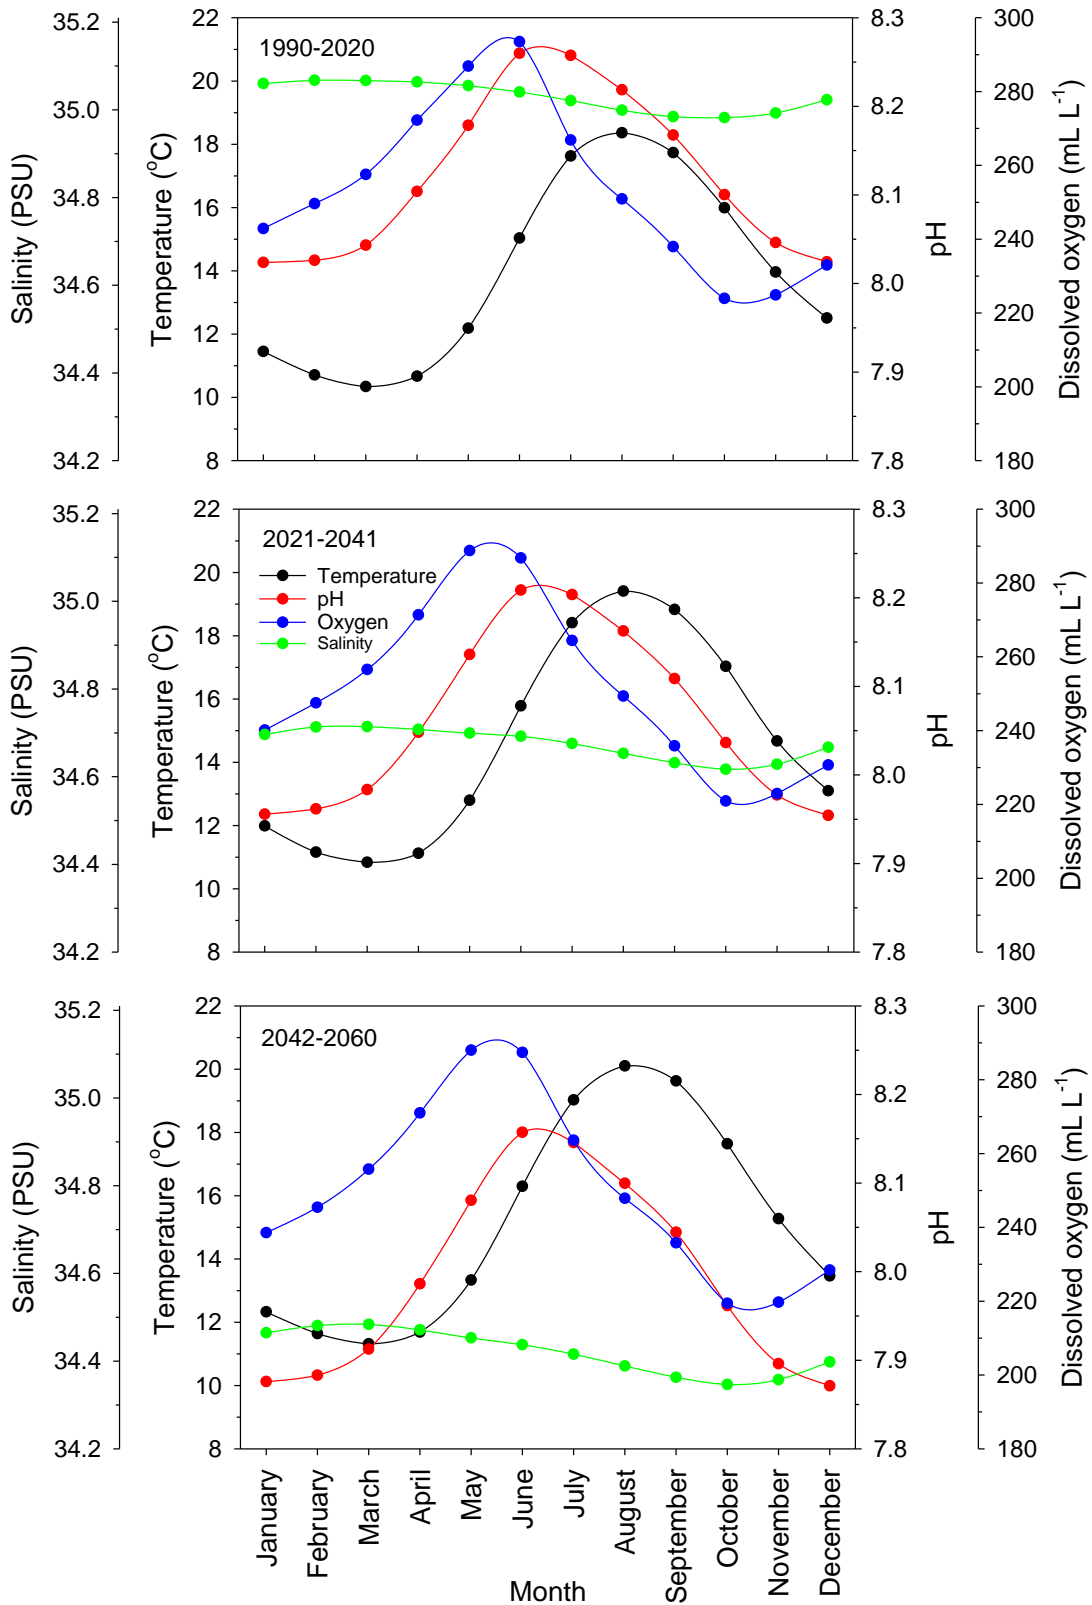 1990-2020
Salinity (PSU)
35.2
35.0
34.8
34.6
34.4
34.2
Temperature (°C)
22
20
18
16
14
12
10
8
pH
8.3
8.2
8.1
8.0
7.9
7.8
Dissolved oxygen (mL L-1)
300
280
260
240
220
200
180
2021-2041
Temperature
pH
Oxygen
Salinity
Salinity (PSU)
35.2
35.0
34.8
34.6
34.4
34.2
Temperature (°C)
22
20
18
16
14
12
10
8
pH
8.3
8.2
8.1
8.0
7.9
7.8
Dissolved oxygen (mL L-1)
300
280
260
240
220
200
180
2042-2060
Salinity (PSU)
35.2
35.0
34.8
34.6
34.4
34.2
Temperature (°C)
22
20
18
16
14
12
10
8
pH
8.3
8.2
8.1
8.0
7.9
7.8
Dissolved oxygen (mL L-1)
300
280
260
240
220
200
180
January
February
March
April
May
June
July
August
September
October
November
December
Month